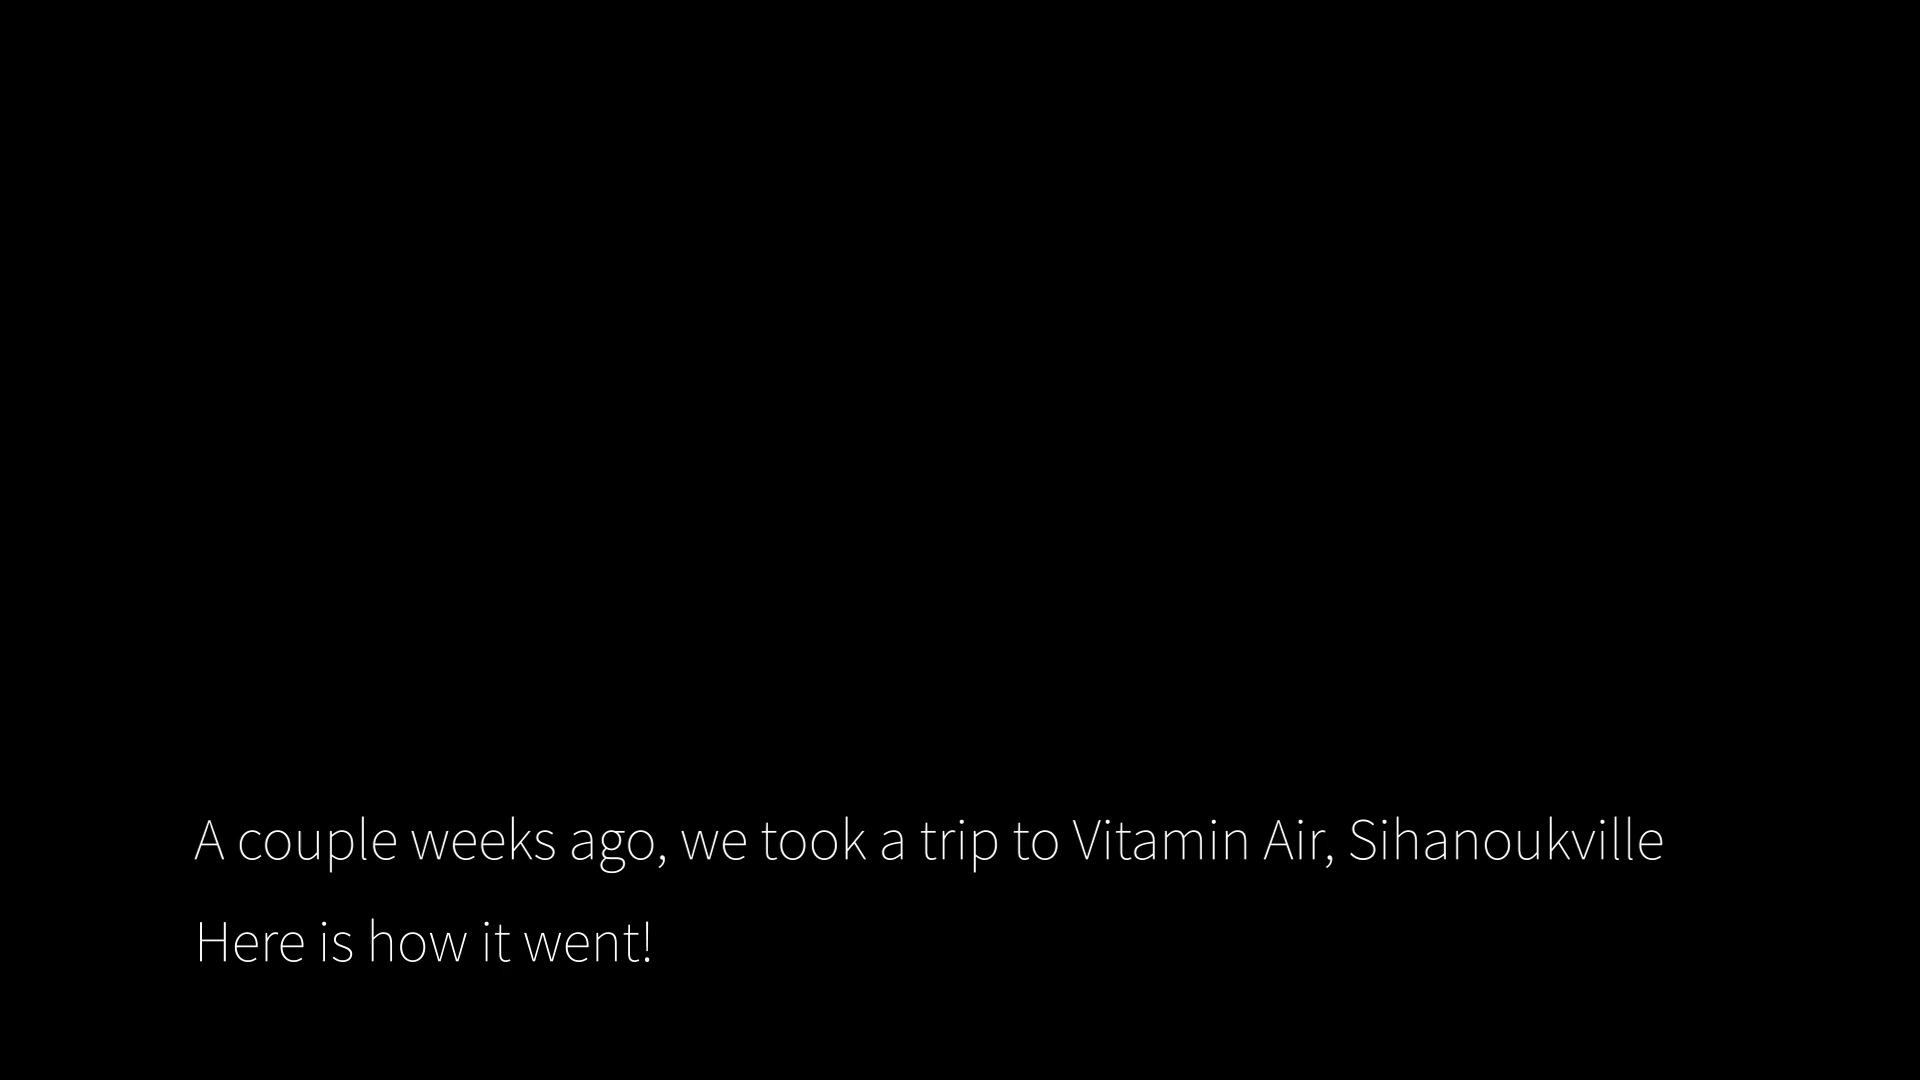 A couple weeks ago, we took a trip to Vitamin Air, Sihanoukville
Here is how it went!